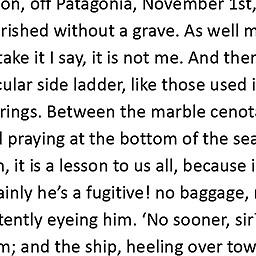 on, off Patagonia, November 1st,
rished without a grave. As well m
take it I say, it is not me. And ther
cular side ladder, like those used i
rings. Between the marble cenot
l praying at the bottom of the sea
n, it is a lesson to us all, because i
ainly he's a fugitive! no baggage,
tently eyeing him. ‘No sooner, sir
m; and the ship, heeling over tow